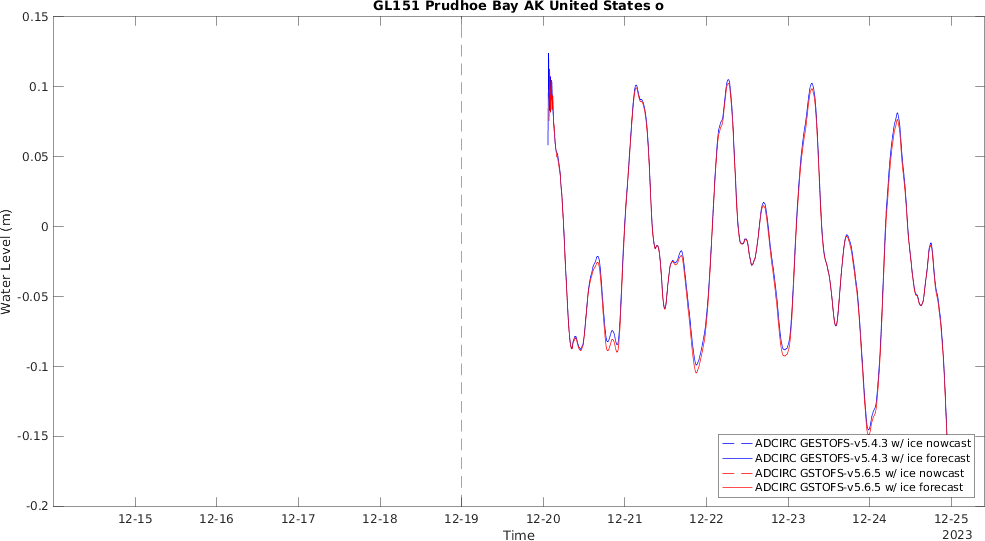 GL151 Prudhoe Bay AK United States o
0.15
0.1
0.05
0
-0.05
-0.1
-0.15
-0.2
Water Level (m)
ADCIRC GESTOFS-v5.4.3 w/ ice nowcast
ADCIRC GESTOFS-v5.4.3 w/ ice forecast
ADCIRC GSTOFS-v5.6.5 w/ ice nowcast
ADCIRC GSTOFS-v5.6.5 w/ ice forecast
12-15 12-16 12-17 12-18 12-19 12-20 12-21 12-22 12-23 12-24 12-25
Time 2023